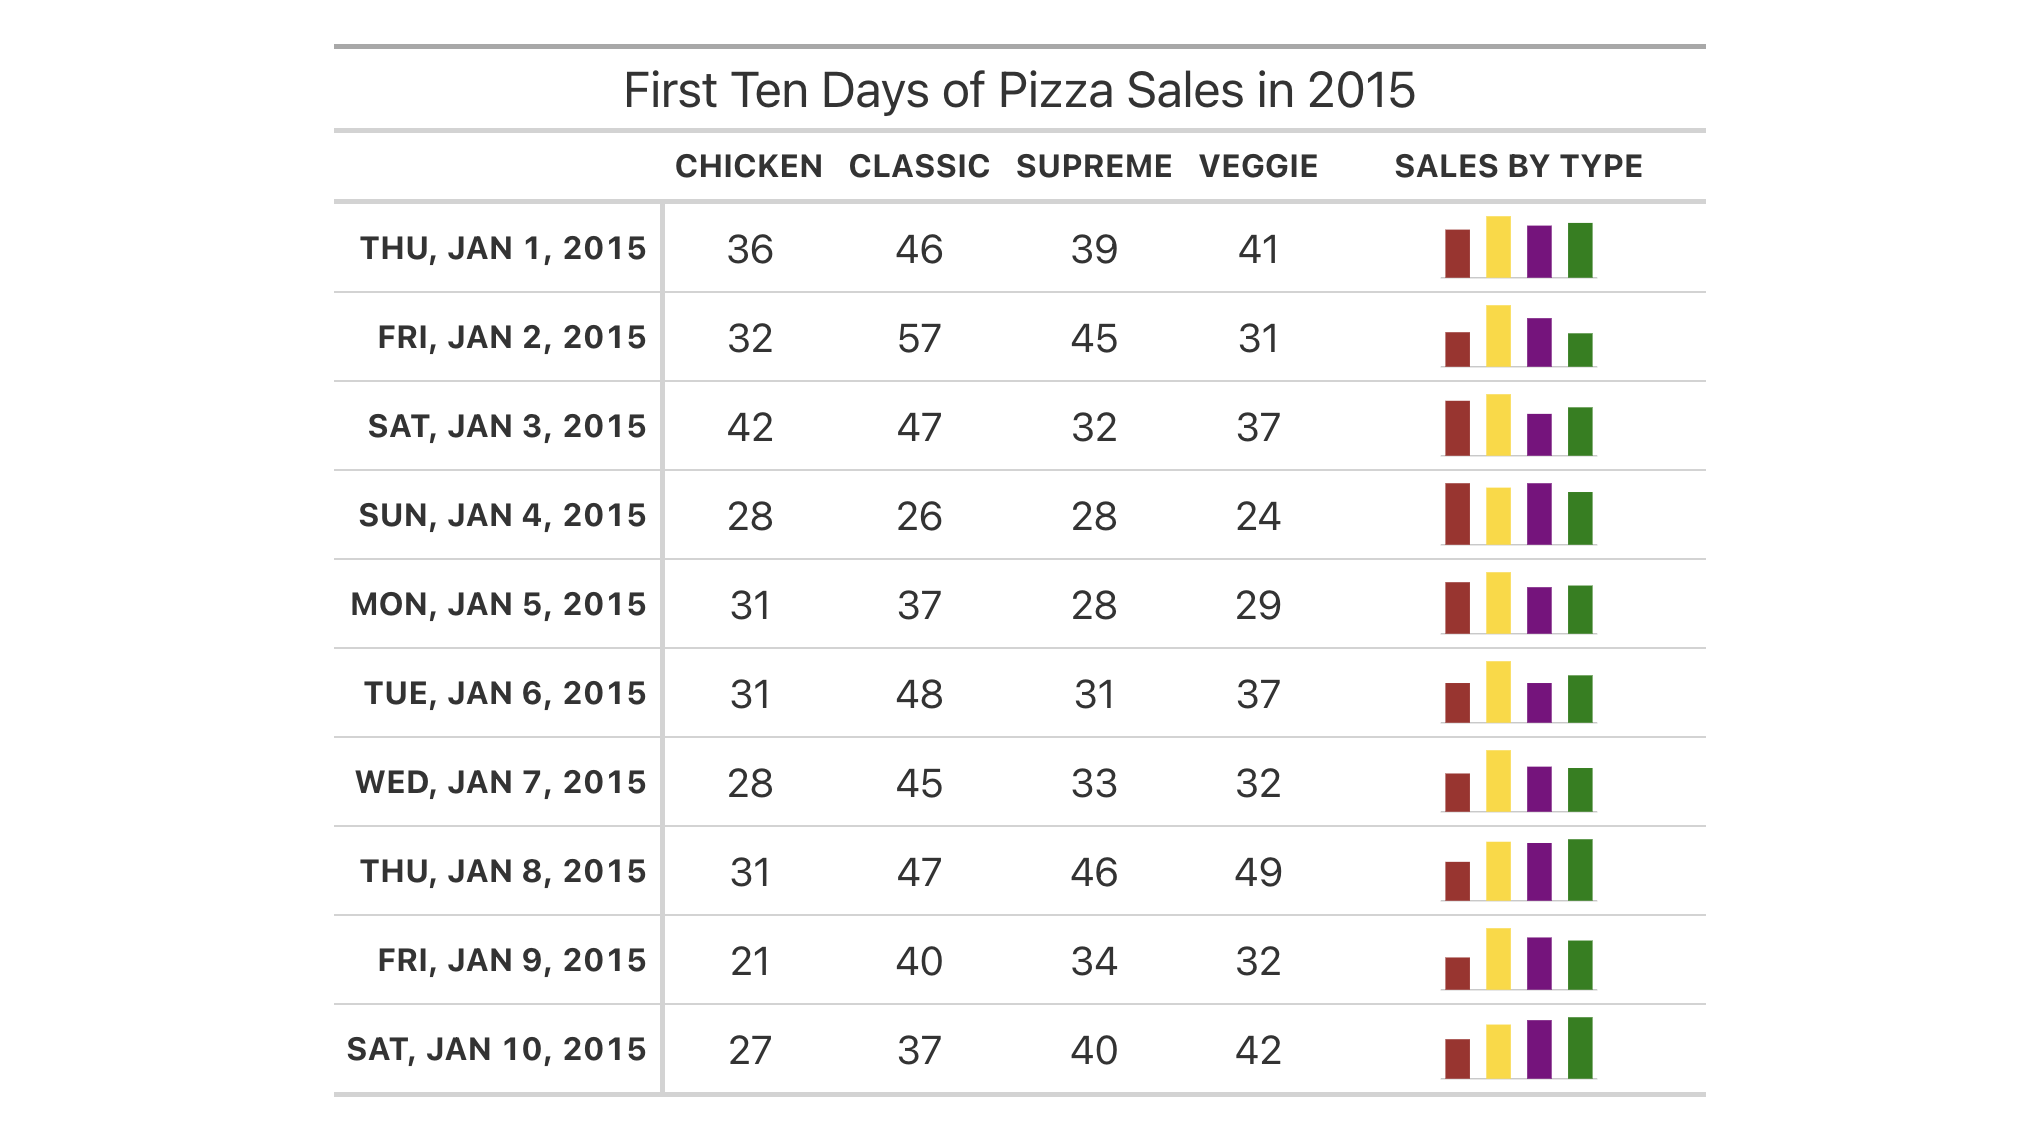 First Ten Days of Pizza Sales in 2015
CHICKEN CLASSIC SUPREME VEGGIE SALES BY TYPE
THU, JAN 1, 2015 36 46 39 41
FRI, JAN 2, 2015 32 57 45 31
SAT, JAN 3, 2015 42 47 32 37
SUN, JAN 4, 2015 28 26 28 24
MON, JAN 5, 2015 31 37 28 29
TUE, JAN 6, 2015 31 48 31 37
WED, JAN 7, 2015 28 45 33 32
THU, JAN 8, 2015 31 47 46 49
FRI, JAN 9, 2015 21 40 34 32
SAT, JAN 10, 2015 27 37 40 42